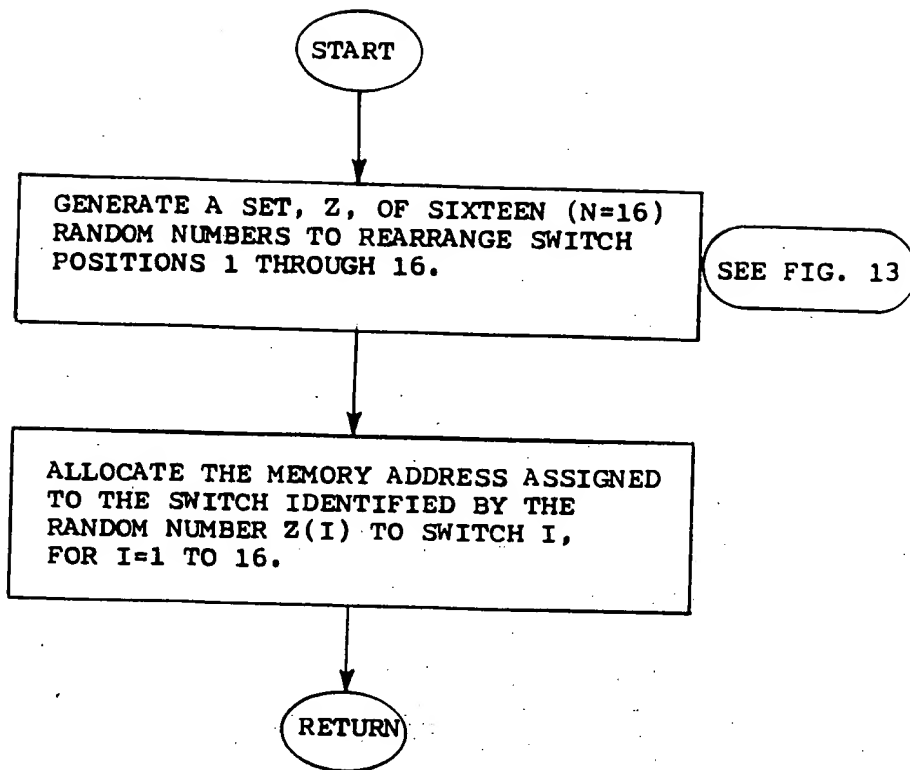 START
GENERATE A SET, Z, OF SIXTEEN (N=16)
RANDOM NUMBERS TO REARRANGE SWITCH
POSITIONS 1 THROUGH 16.
SEE FIG. 13
ALLOCATE THE MEMORY ADDRESS ASSIGNED
TO THE SWITCH IDENTIFIED BY THE
RANDOM NUMBER Z(I) TO SWITCH I,
FOR I=1 TO 16.
RETURN